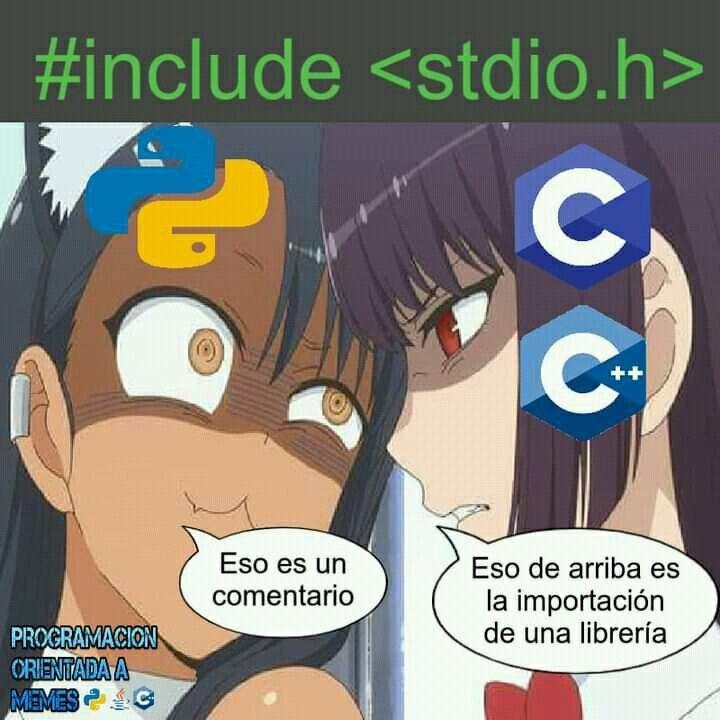 #include <stdio.h>
C
C++
Eso es un
comentario
Eso de arriba es
la importación
de una librería
PROGRAMACION
ORIENTADA A
MEMES